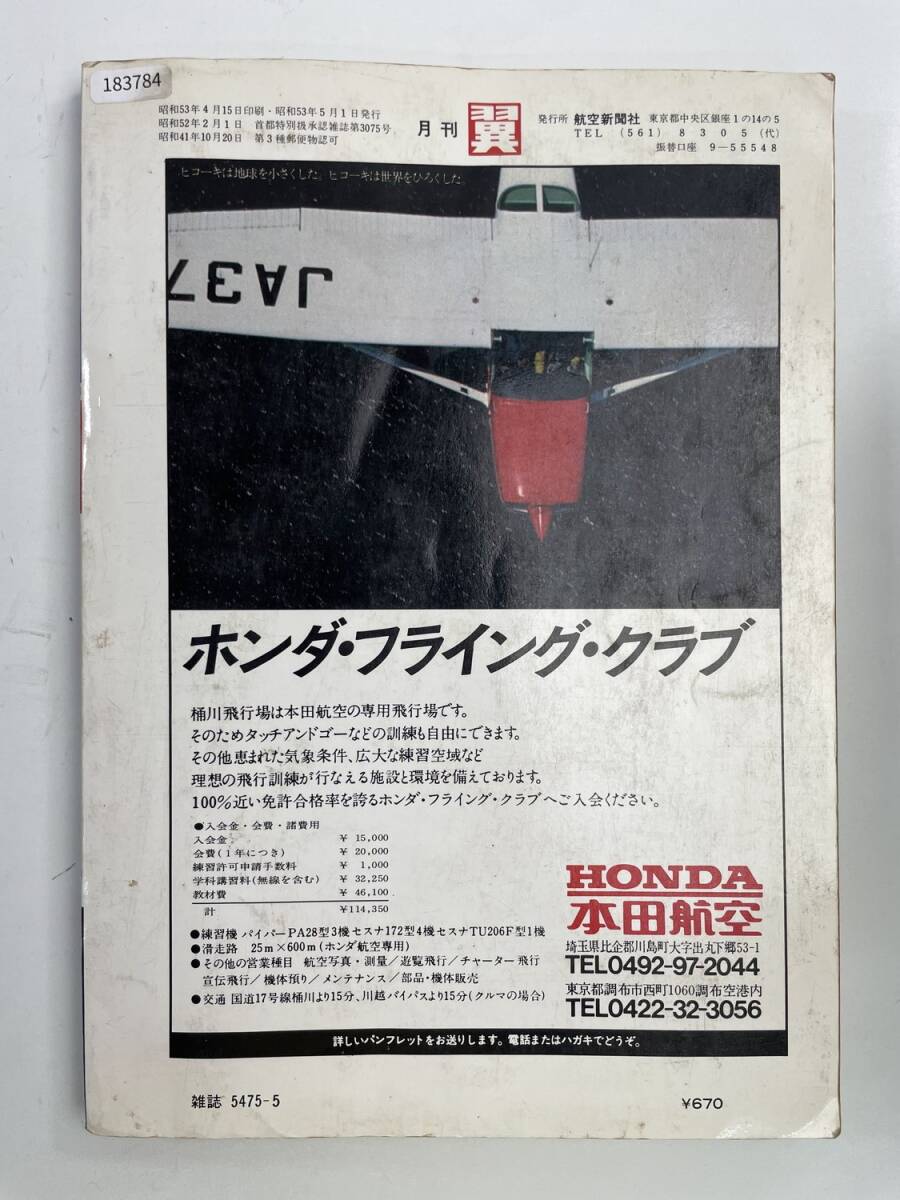 183784
昭和53年4月15日印刷・昭和53年5月1日発行
昭和52年2月1日 首都特別扱承認雑誌第3075号
昭和41年10月20日 第3種郵便物認可
月刊 翼
発行所 航空新聞社 東京都中央区銀座1の14の5
TEL (561) 8305(代)
振替口座 9-55548
ヒコーキは地球を小さくした。ヒコーキは世界をひろくした。
JA37
ホンダ・フライング・クラブ
桶川飛行場は本田航空の専用飛行場です。
そのためタッチアンドゴーなどの訓練も自由にできます。
その他恵まれた気象条件、広大な練習空域など
理想の飛行訓練が行なえる施設と環境を備えております。
100%近い免許合格率を誇るホンダ・フライング・クラブへご入会ください。
●入会金・会費・諸費用
入会金 ¥ 15,000
会費(1年につき) ¥ 20,000
練習許可申請手数料 ¥ 1,000
学科講習料(無線を含む) ¥ 32,250
教材費 ¥ 46,100
計 ¥114,350
●練習機 パイパーPA28型3機セスナ172型4機セスナTU206F型1機
●滑走路 25m×600m(ホンダ航空専用)
●その他の営業種目 航空写真・測量/遊覧飛行/チャーター飛行
宣伝飛行/機体預り/メンテナンス/部品・機体販売
●交通 国道17号線桶川より15分、川越バイパスより15分(クルマの場合)
HONDA
本田航空
埼玉県比企郡川島町大字出丸下郷53-1
TEL0492-97-2044
東京都調布市西町1060調布空港内
TEL0422-32-3056
詳しいパンフレットをお送りします。電話またはハガキでどうぞ。
雑誌 5475-5
¥670